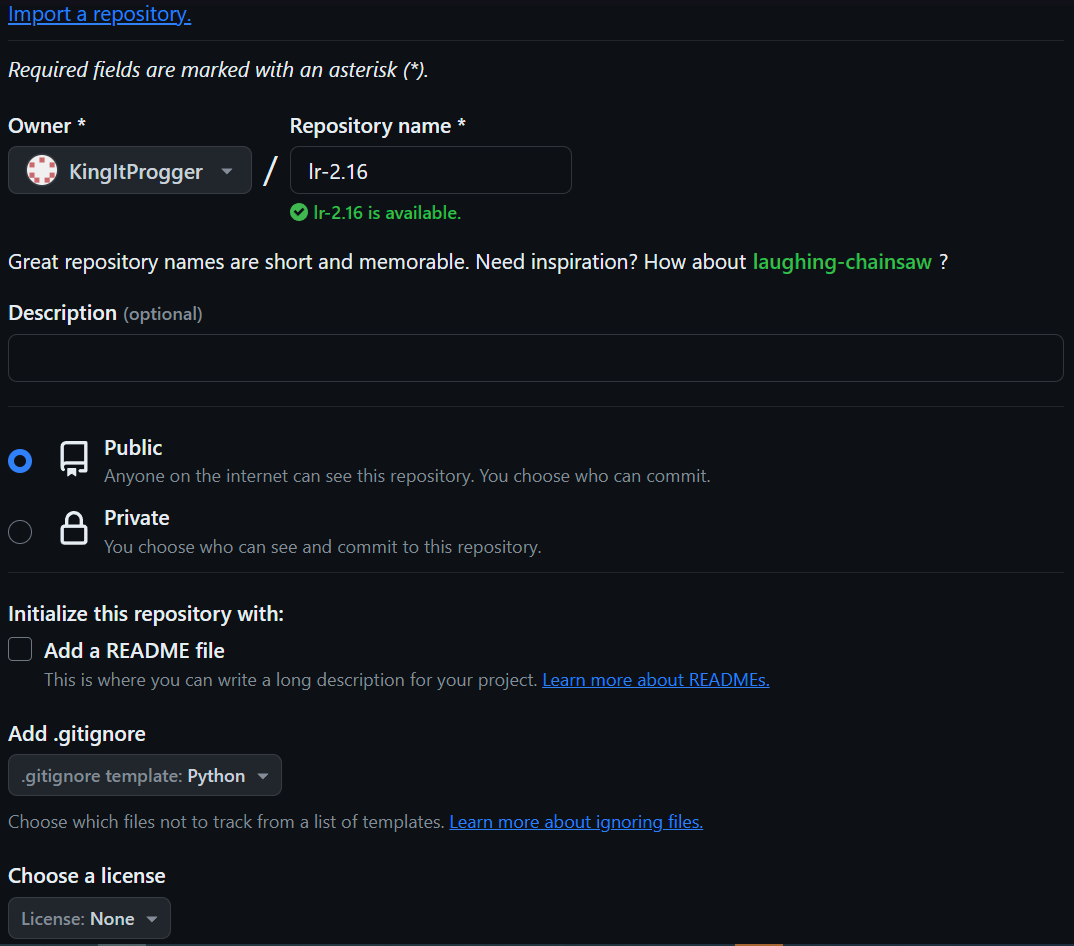 Import a repository.
Required fields are marked with an asterisk (*).
Owner * Repository name *
KingItProgger / lr-2.16
lr-2.16 is available.
Great repository names are short and memorable. Need inspiration? How about laughing-chainsaw ?
Description (optional)
Public
Anyone on the internet can see this repository. You choose who can commit.
Private
You choose who can see and commit to this repository.
Initialize this repository with:
Add a README file
This is where you can write a long description for your project. Learn more about READMEs.
Add .gitignore
.gitignore template: Python
Choose which files not to track from a list of templates. Learn more about ignoring files.
Choose a license
License: None